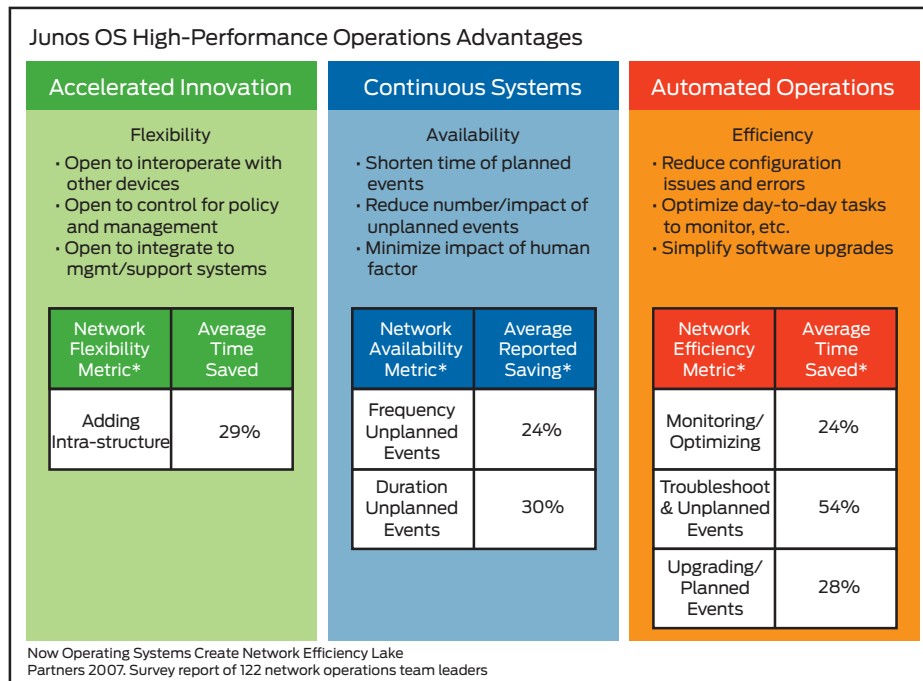 Junos OS High-Performance Operations Advantages
Accelerated Innovation
Flexibility
· Open to interoperate with
other devices
· Open to control for policy
and management
· Open to integrate to
mgmt/support systems
Network
Flexibility
Metric*
Average
Time
Saved
Adding
Intra-structure
29%
Continuous Systems
Availability
· Shorten time of planned
events
· Reduce number/impact of
unplanned events
· Minimize impact of human
factor
Network
Availability
Metric*
Average
Reported
Saving*
Frequency
Unplanned
Events
24%
Duration
Unplanned
Events
30%
Automated Operations
Efficiency
· Reduce configuration
issues and errors
· Optimize day-to-day tasks
to monitor, etc.
· Simplify software upgrades
Network
Efficiency
Metric*
Average
Time
Saved*
Monitoring/
Optimizing
24%
Troubleshoot
& Unplanned
Events
54%
Upgrading/
Planned
Events
28%
Now Operating Systems Create Network Efficiency Lake
Partners 2007. Survey report of 122 network operations team leaders